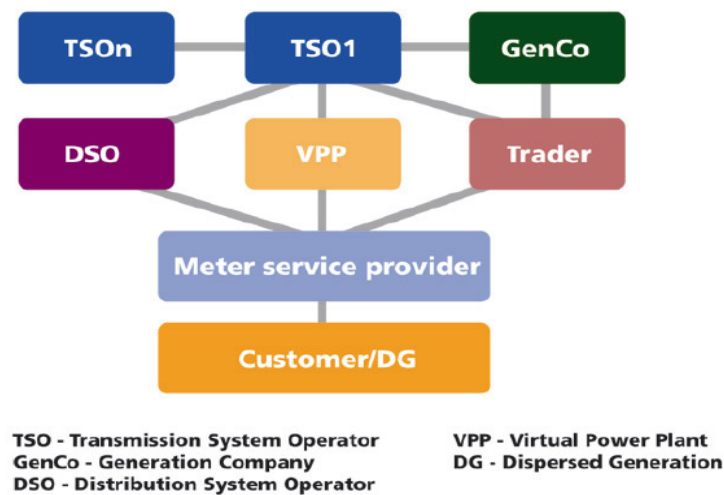 TSOn
TSO1
GenCo
DSO
VPP
Trader
Meter service provider
Customer/DG
TSO - Transmission System Operator
GenCo - Generation Company
DSO - Distribution System Operator
VPP - Virtual Power Plant
DG - Dispersed Generation